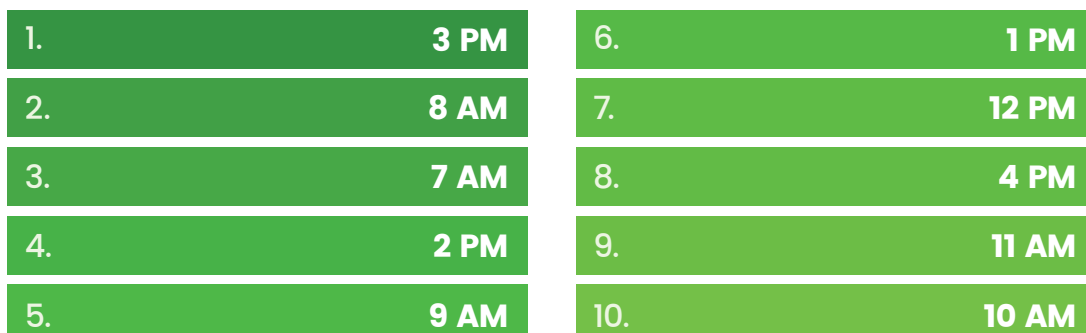 1. 3 PM
2. 8 AM
3. 7 AM
4. 2 PM
5. 9 AM
6. 1 PM
7. 12 PM
8. 4 PM
9. 11 AM
10. 10 AM